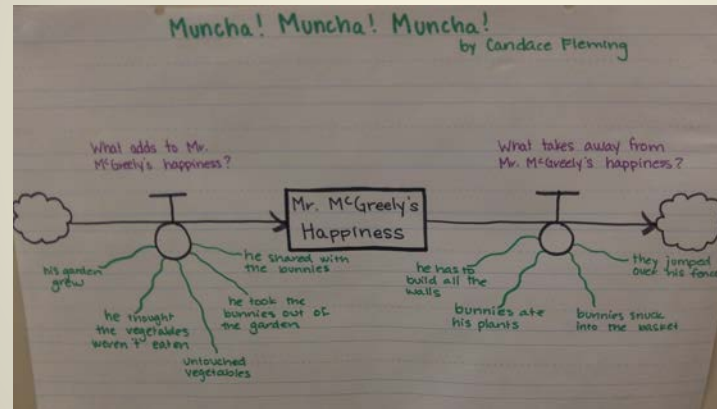 Muncha! Muncha! Muncha!
by Candace Fleming
What adds to Mr.
McGreely's happiness?
What takes away from
Mr. McGreely's happiness?
Mr. McGreely's
Happiness
his garden
grew
he thought
the vegetables
weren't eaten
untouched
vegetables
he took the
bunnies out of
the garden
he shared with
the bunnies
he has to
build all the
walls
bunnies ate
his plants
bunnies snuck
into the basket
they jumped
over his fence